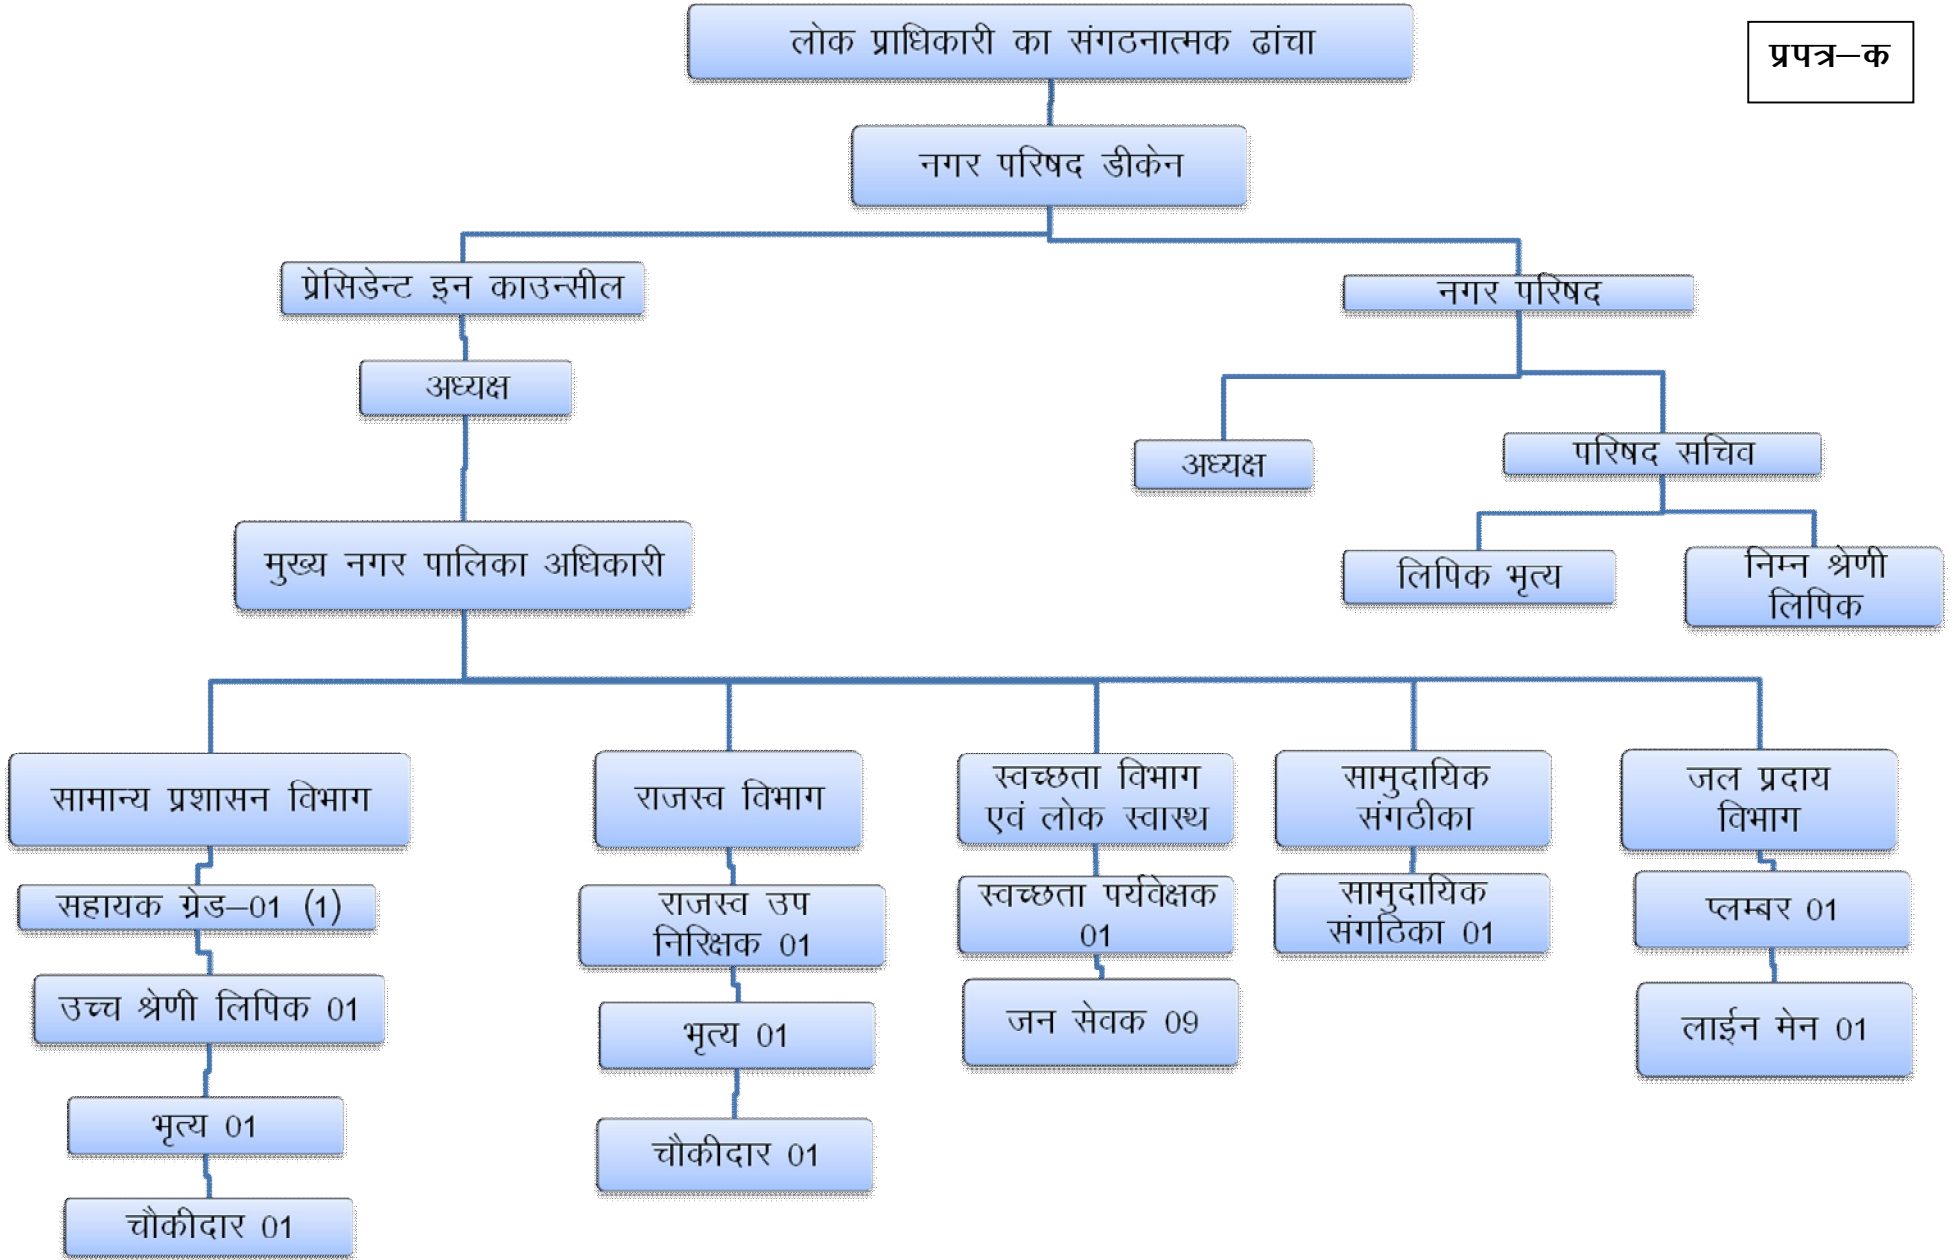 लोक प्राधिकारी का संगठनात्मक ढांचा
प्रपत्र–क
नगर परिषद डीकेन
प्रेसिडेन्ट इन काउन्सील
नगर परिषद
अध्यक्ष
अध्यक्ष
परिषद सचिव
मुख्य नगर पालिका अधिकारी
लिपिक भृत्य
निम्न श्रेणी
लिपिक
सामान्य प्रशासन विभाग
राजस्व विभाग
स्वच्छता विभाग
एवं लोक स्वास्थ
सामुदायिक
संगठीका
जल प्रदाय
विभाग
सहायक ग्रेड–01 (1)
राजस्व उप
निरिक्षक 01
स्वच्छता पर्यवेक्षक
01
सामुदायिक
संगठिका 01
प्लम्बर 01
उच्च श्रेणी लिपिक 01
भृत्य 01
जन सेवक 09
लाईन मेन 01
भृत्य 01
चौकीदार 01
चौकीदार 01